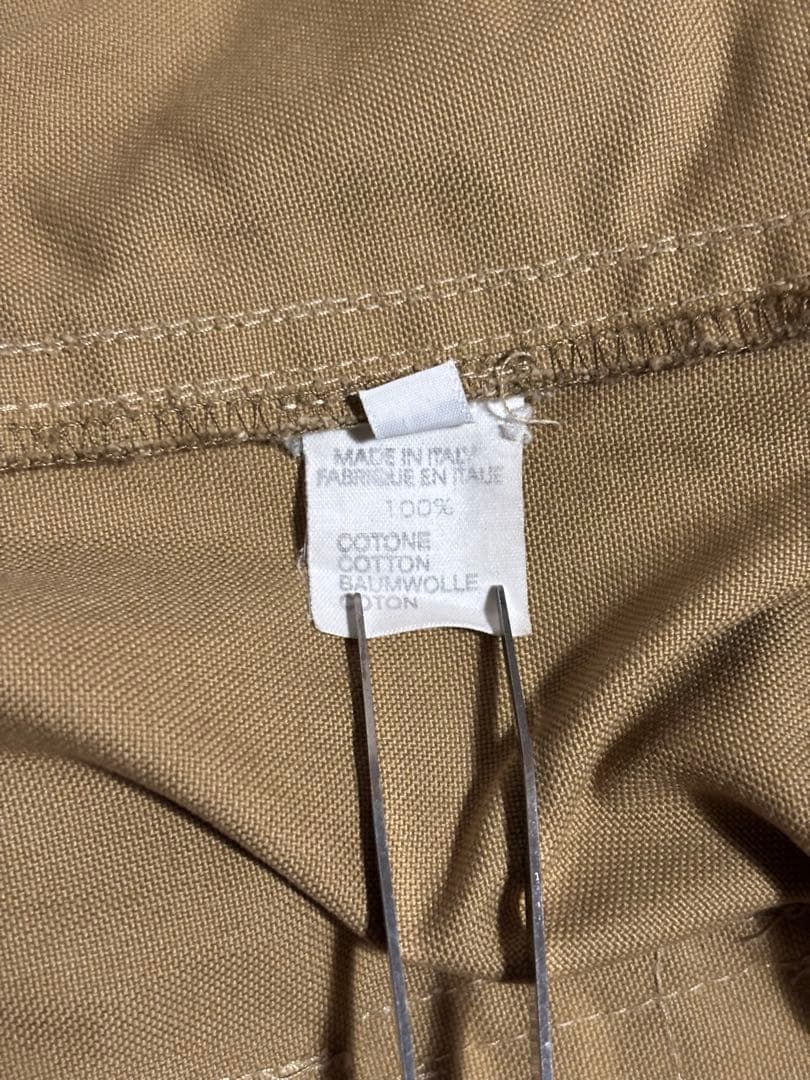 MADE IN ITALY
FABRIQUE EN ITALIE
100%
COTONE
COTTON
BAUMWOLLE
COTON